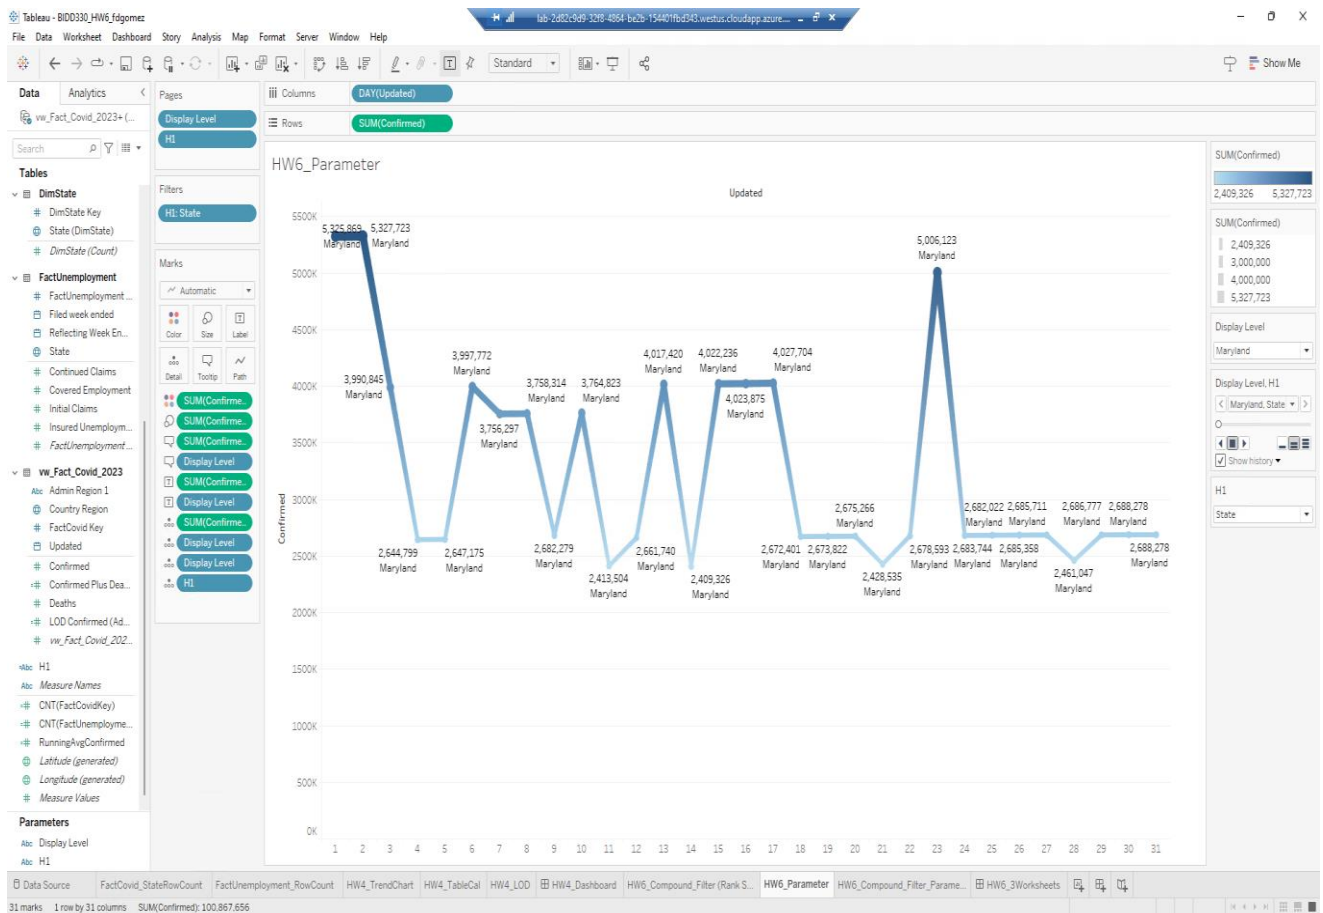 Tableau - BIDD330_HW6_fdgomez
lab-2d82c9d9-32f8-4864-be2b-154401fbd343.westus.cloudapp.azure....
File Data Worksheet Dashboard Story Analysis Map Format Server Window Help
Standard
Show Me
Data Analytics
vw_Fact_Covid_2023+ (...
Search
Tables
DimState
DimState Key
State (DimState)
DimState (Count)
FactUnemployment
FactUnemployment ...
Filed week ended
Reflecting Week En...
State
Continued Claims
Covered Employment
Initial Claims
Insured Unemploym...
FactUnemployment ...
vw_Fact_Covid_2023
Abc Admin Region 1
Country Region
FactCovid Key
Updated
Confirmed
Confirmed Plus Dea...
Deaths
LOD Confirmed (Ad...
vw_Fact_Covid_202...
Abc H1
Abc Measure Names
CNT(FactCovidKey)
CNT(FactUnemployme...
RunningAvgConfirmed
Latitude (generated)
Longitude (generated)
Measure Values
Parameters
Abc Display Level
Abc H1
Pages
Display Level
H1
Filters
H1: State
Marks
Automatic
Color Size Label
Detail Tooltip Path
SUM(Confirme..
SUM(Confirme..
SUM(Confirme..
Display Level
SUM(Confirme..
Display Level
SUM(Confirme..
Display Level
Display Level
H1
Columns DAY(Updated)
Rows SUM(Confirmed)
HW6_Parameter
Updated
Confirmed
5500K
5000K
4500K
4000K
3500K
3000K
2500K
2000K
1500K
1000K
500K
0K
5,325,869
Maryland
5,327,723
Maryland
3,990,845
Maryland
2,644,799
Maryland
2,647,175
Maryland
3,997,772
Maryland
3,756,297
Maryland
3,758,314
Maryland
2,682,279
Maryland
3,764,823
Maryland
2,413,504
Maryland
2,661,740
Maryland
4,017,420
Maryland
2,409,326
Maryland
4,022,236
Maryland
4,023,875
Maryland
4,027,704
Maryland
2,672,401
Maryland
2,673,822
Maryland
2,675,266
Maryland
2,428,535
Maryland
2,678,593
Maryland
5,006,123
Maryland
2,683,744
Maryland
2,682,022
Maryland
2,685,358
Maryland
2,685,711
Maryland
2,461,047
Maryland
2,686,777
Maryland
2,688,278
Maryland
2,688,278
Maryland
1 2 3 4 5 6 7 8 9 10 11 12 13 14 15 16 17 18 19 20 21 22 23 24 25 26 27 28 29 30 31
SUM(Confirmed)
2,409,326 5,327,723
SUM(Confirmed)
2,409,326
3,000,000
4,000,000
5,327,723
Display Level
Maryland
Display Level, H1
Maryland, State
Show history
H1
State
Data Source FactCovid_StateRowCount FactUnemployment_RowCount HW4_TrendChart HW4_TableCal HW4_LOD HW4_Dashboard HW6_Compound_Filter (Rank S... HW6_Parameter HW6_Compound_Filter_Parame... HW6_3Worksheets
31 marks 1 row by 31 columns SUM(Confirmed): 100,867,656